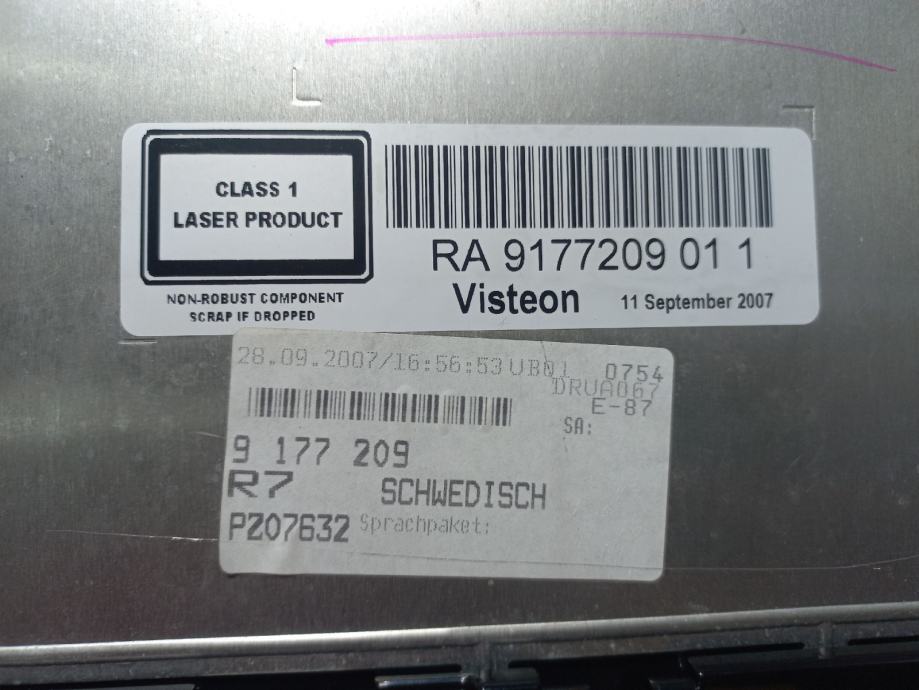 CLASS 1
LASER PRODUCT
NON-ROBUST COMPONENT
SCRAP IF DROPPED
RA 9177209 01 1
Visteon 11 September 2007
28.09.2007/16:56:53 UB01 0754
DRUA067
E-87
SA:
9 177 209
R7 SCHWEDISCH
PZ07632 Sprachpaket: